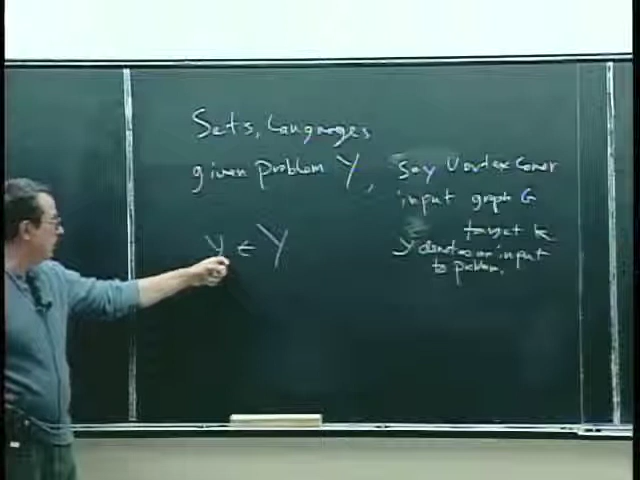 Sets, Languages
given problem Y, Say Vertex Cover
input graph G
target k
y ∈ Y
y denotes an input
to problem.